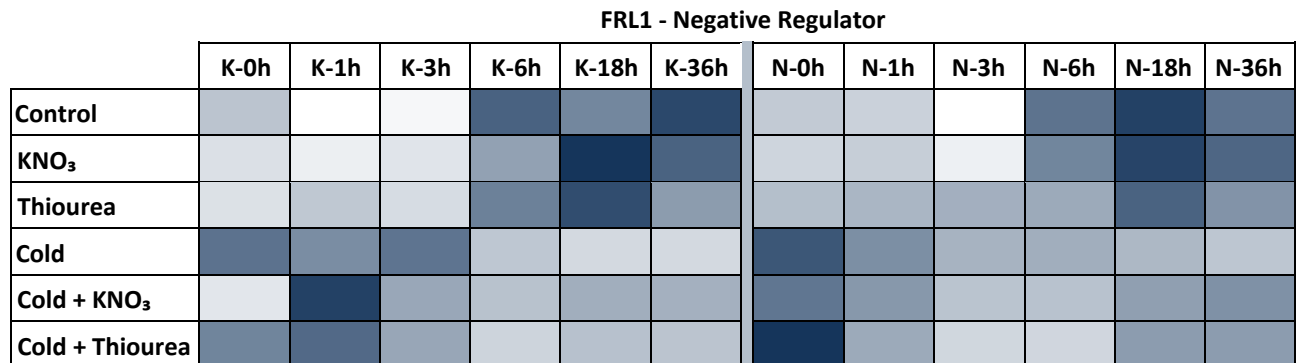 FRL1 - Negative Regulator
K-0h K-1h K-3h K-6h K-18h K-36h N-0h N-1h N-3h N-6h N-18h N-36h
Control
KNO₃
Thiourea
Cold
Cold + KNO₃
Cold + Thiourea